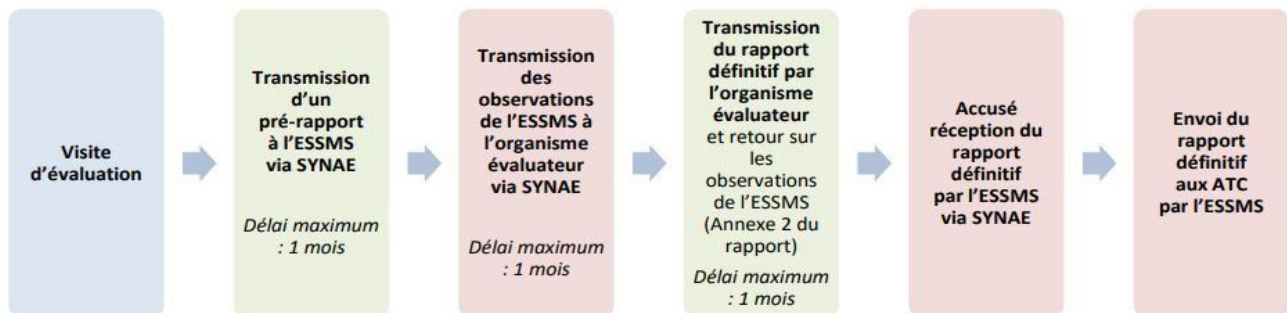 Visite
d'évaluation
Transmission
d'un
pré-rapport
à l'ESSMS
via SYNAE
Délai maximum
: 1 mois
Transmission
des
observations
de l'ESSMS à
l'organisme
évaluateur
via SYNAE
Délai maximum
: 1 mois
Transmission
du rapport
définitif par
l'organisme
évaluateur
et retour sur
les
observations
de l'ESSMS
(Annexe 2 du
rapport)
Délai maximum
: 1 mois
Accusé
réception du
rapport
définitif
par l'ESSMS
via SYNAE
Envoi du
rapport
définitif
aux ATC
par l'ESSMS